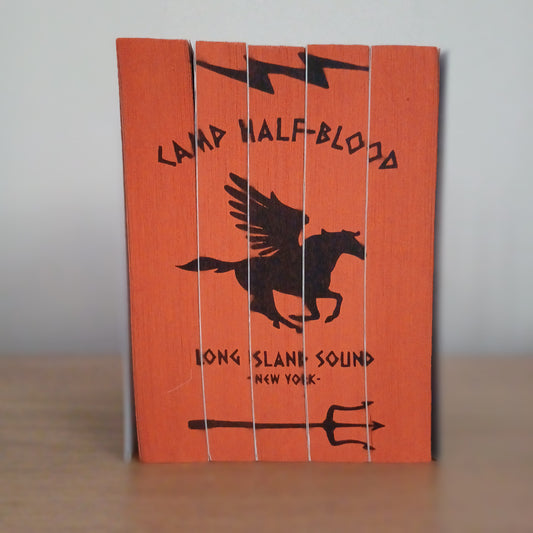 CAMP HALF-BLOOD
LONG ISLAND SOUND
-NEW YORK-